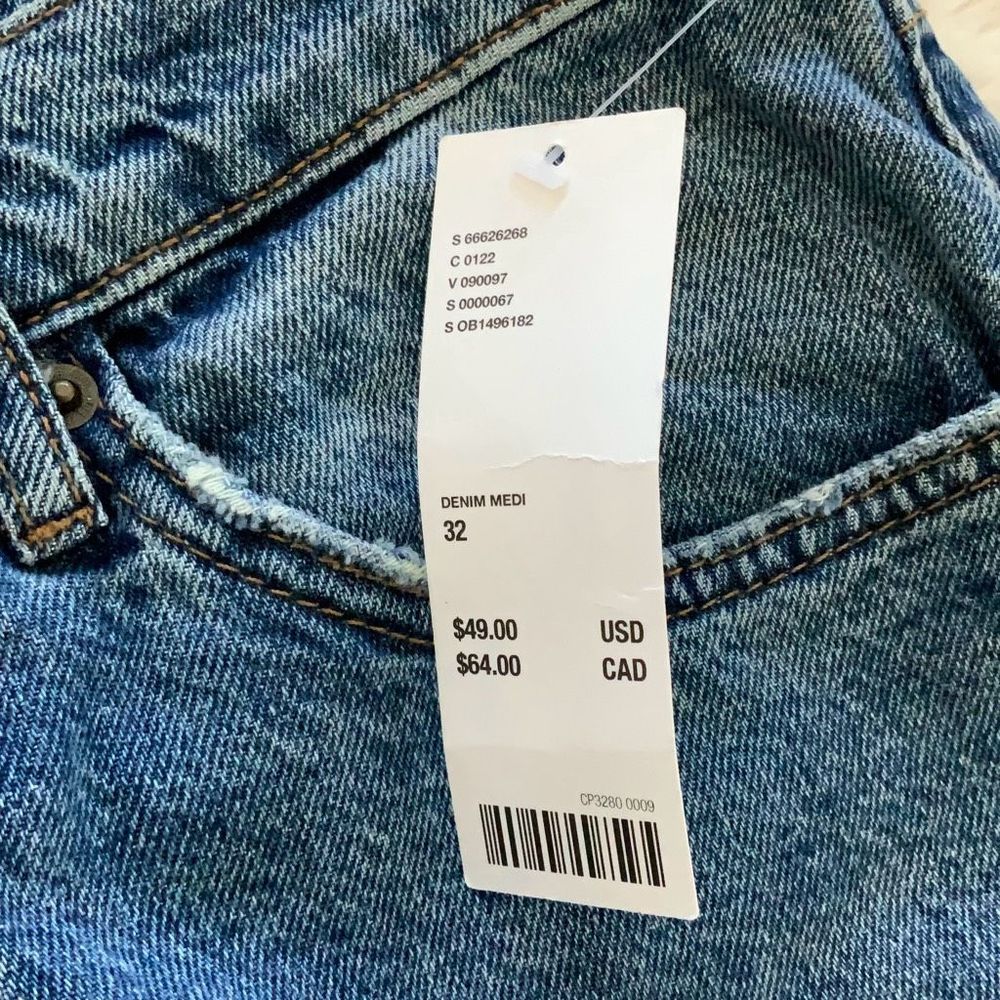 S 66626268
C 0122
V 090097
S 0000067
S OB1496182
DENIM MEDI
32
$49.00 USD
$64.00 CAD
CP3280 0009